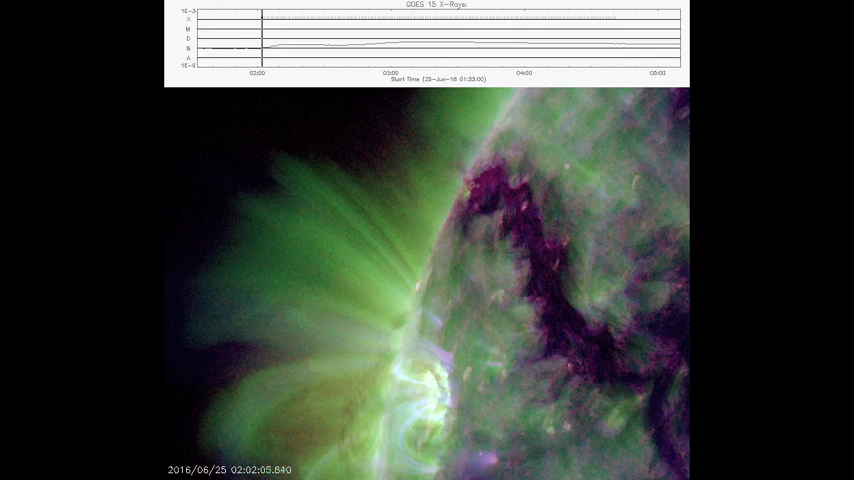 GOES 15 X-Rays:
1E-3
X
M
C
B
A
1E-9
02:00 03:00 04:00 05:00
Start Time (25-Jun-16 01:33:00)
2016/06/25 02:02:05.840